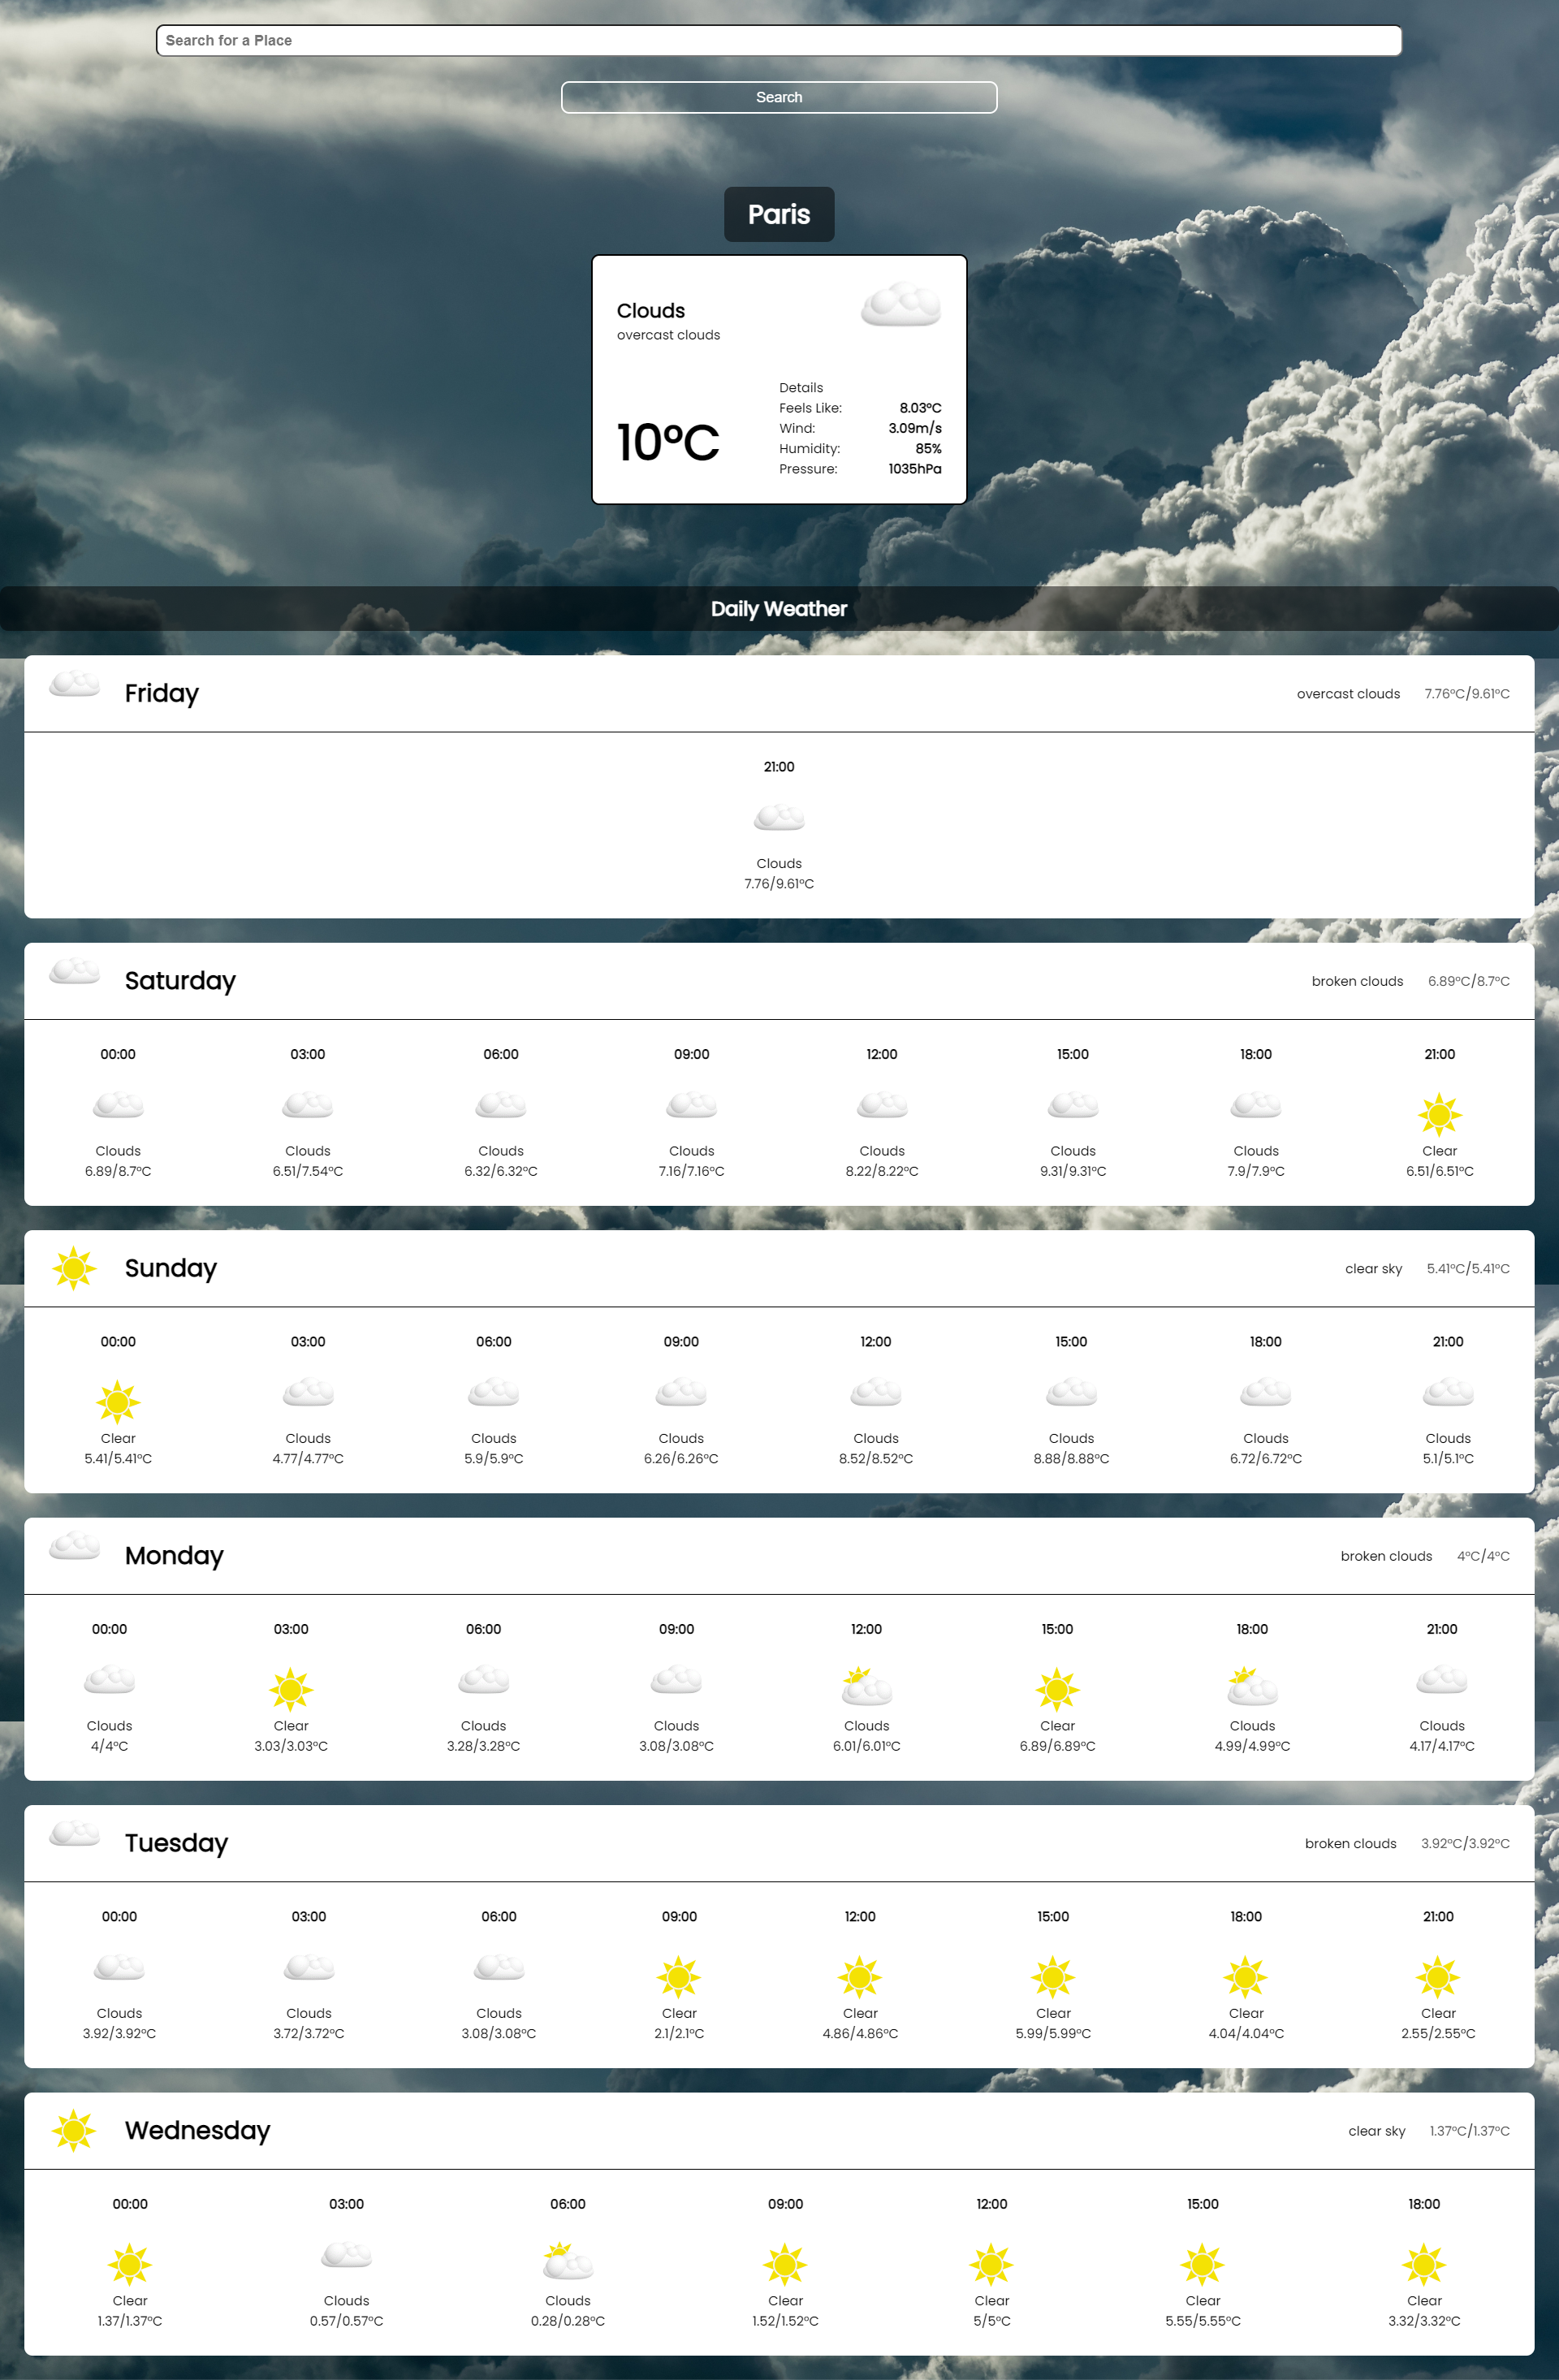 Search for a Place
Search
Paris
Clouds
overcast clouds
10°C
Details
Feels Like: 8.03°C
Wind: 3.09m/s
Humidity: 85%
Pressure: 1035hPa
Daily Weather
Friday overcast clouds 7.76°C/9.61°C
21:00
Clouds
7.76/9.61°C
Saturday broken clouds 6.89°C/8.7°C
00:00 03:00 06:00 09:00 12:00 15:00 18:00 21:00
Clouds Clouds Clouds Clouds Clouds Clouds Clouds Clear
6.89/8.7°C 6.51/7.54°C 6.32/6.32°C 7.16/7.16°C 8.22/8.22°C 9.31/9.31°C 7.9/7.9°C 6.51/6.51°C
Sunday clear sky 5.41°C/5.41°C
00:00 03:00 06:00 09:00 12:00 15:00 18:00 21:00
Clear Clouds Clouds Clouds Clouds Clouds Clouds Clouds
5.41/5.41°C 4.77/4.77°C 5.9/5.9°C 6.26/6.26°C 8.52/8.52°C 8.88/8.88°C 6.72/6.72°C 5.1/5.1°C
Monday broken clouds 4°C/4°C
00:00 03:00 06:00 09:00 12:00 15:00 18:00 21:00
Clouds Clear Clouds Clouds Clouds Clear Clouds Clouds
4/4°C 3.03/3.03°C 3.28/3.28°C 3.08/3.08°C 6.01/6.01°C 6.89/6.89°C 4.99/4.99°C 4.17/4.17°C
Tuesday broken clouds 3.92°C/3.92°C
00:00 03:00 06:00 09:00 12:00 15:00 18:00 21:00
Clouds Clouds Clouds Clear Clear Clear Clear Clear
3.92/3.92°C 3.72/3.72°C 3.08/3.08°C 2.1/2.1°C 4.86/4.86°C 5.99/5.99°C 4.04/4.04°C 2.55/2.55°C
Wednesday clear sky 1.37°C/1.37°C
00:00 03:00 06:00 09:00 12:00 15:00 18:00
Clear Clouds Clouds Clear Clear Clear Clear
1.37/1.37°C 0.57/0.57°C 0.28/0.28°C 1.52/1.52°C 5/5°C 5.55/5.55°C 3.32/3.32°C